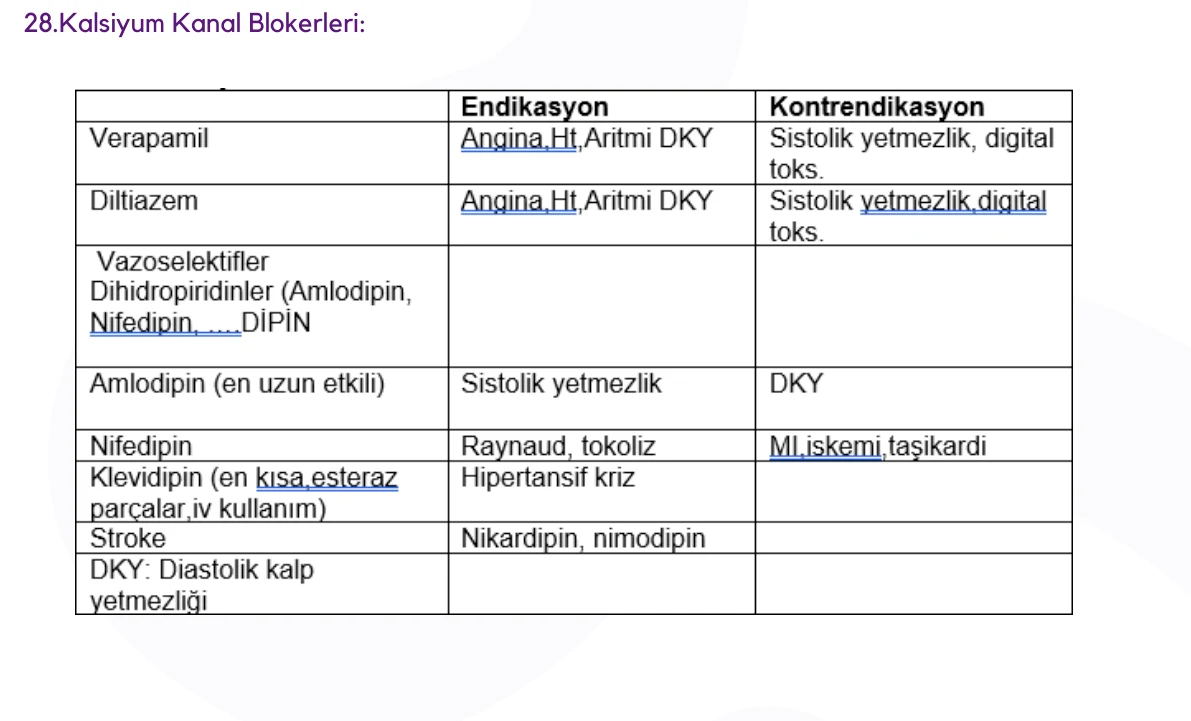 28.Kalsiyum Kanal Blokerleri:
Endikasyon Kontrendikasyon
Verapamil Angina,Ht,Aritmi DKY Sistolik yetmezlik, digital
toks.
Diltiazem Angina,Ht,Aritmi DKY Sistolik yetmezlik,digital
toks.
Vazoselektifler
Dihidropiridinler (Amlodipin,
Nifedipin, ....DİPİN
Amlodipin (en uzun etkili) Sistolik yetmezlik DKY
Nifedipin Raynaud, tokoliz MI,iskemi,taşikardi
Klevidipin (en kısa,esteraz Hipertansif kriz
parçalar,iv kullanım)
Stroke Nikardipin, nimodipin
DKY: Diastolik kalp
yetmezliği